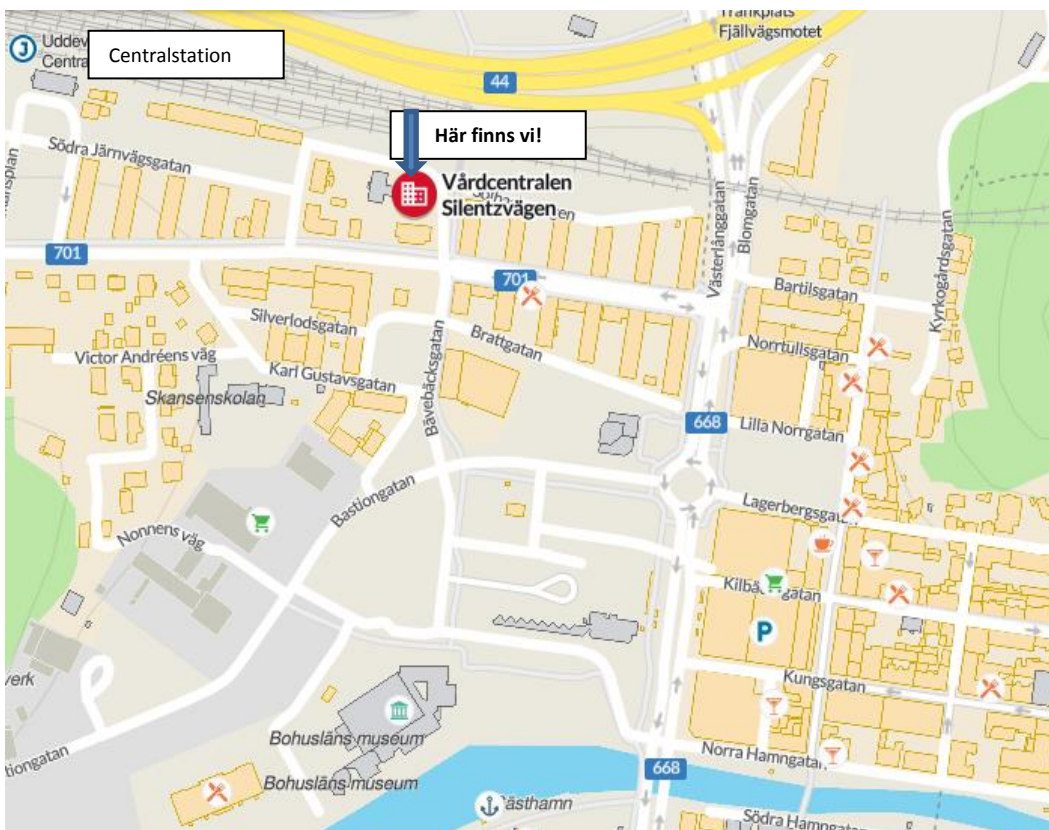 Trafikplats
Fjällvägsmotet
Centralstation
44
Här finns vi!
Södra Järnvägsgatan
Vårdcentralen
Silentzvägen
701
701
Västerlånggatan
Blomgatan
Kyrkogårdsgatan
Bartilsgatan
Silverlodsgatan
Brattgatan
Norrtullsgatan
Victor Andréens väg
Karl Gustavsgatan
Skansenskolan
Bävebäcksgatan
668
Lilla Norrgatan
Bastiongatan
Lagerbergsgatan
Nonnens väg
P
Kungsgatan
Bohusläns museum
Norra Hamngatan
Bohusläns museum
668
Södra Hamngatan